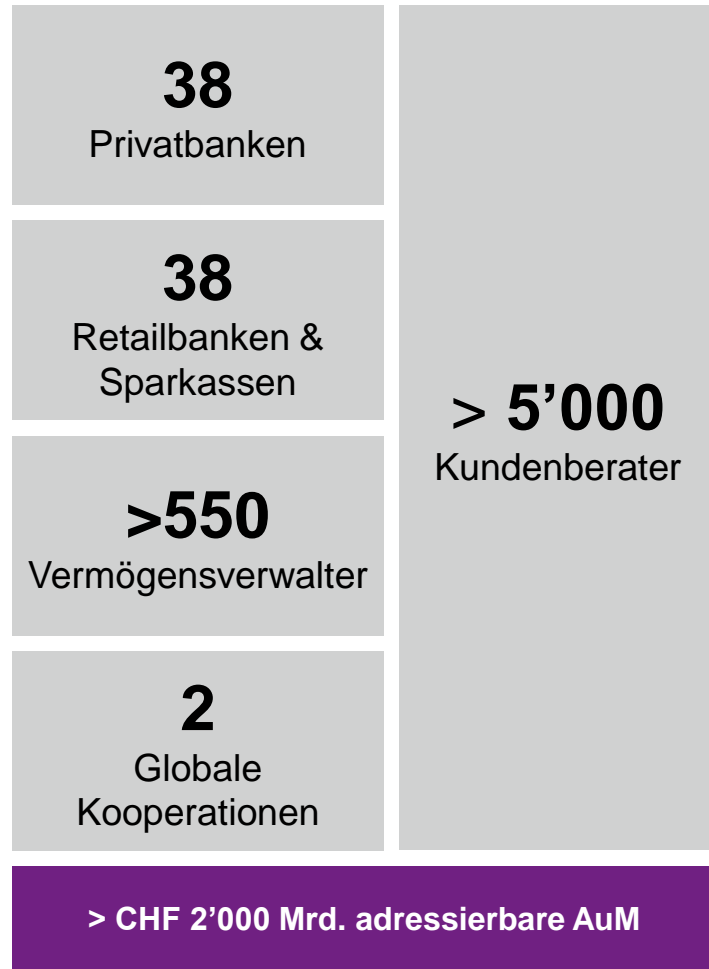 38
Privatbanken
38
Retailbanken &
Sparkassen
>550
Vermögensverwalter
2
Globale
Kooperationen
> 5’000
Kundenberater
> CHF 2’000 Mrd. adressierbare AuM